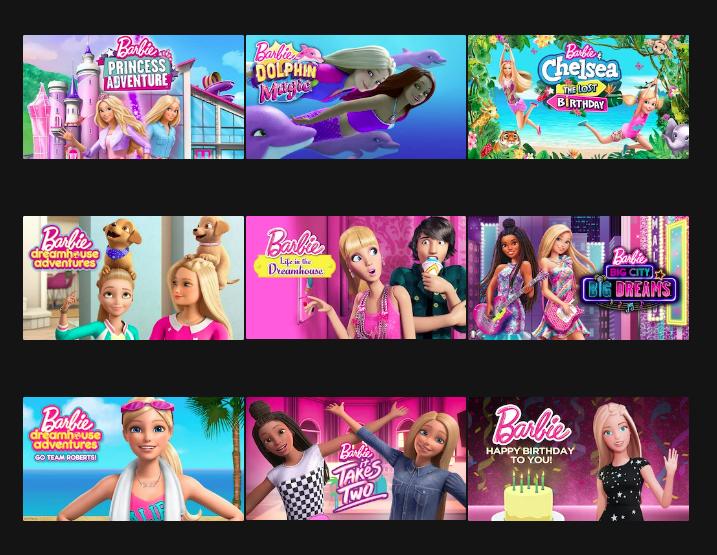 Barbie
PRINCESS
ADVENTURE
Barbie
DOLPHIN
Magic
Barbie
&
Chelsea
THE LOST
BIRTHDAY
Barbie
dreamhouse
adventures
Barbie
Life in the
Dreamhouse
Barbie
BIG CITY
BIG DREAMS
Barbie
dreamhouse
adventures
GO TEAM ROBERTS!
Barbie
it
TAKES
TWO
Barbie
HAPPY BIRTHDAY
TO YOU!